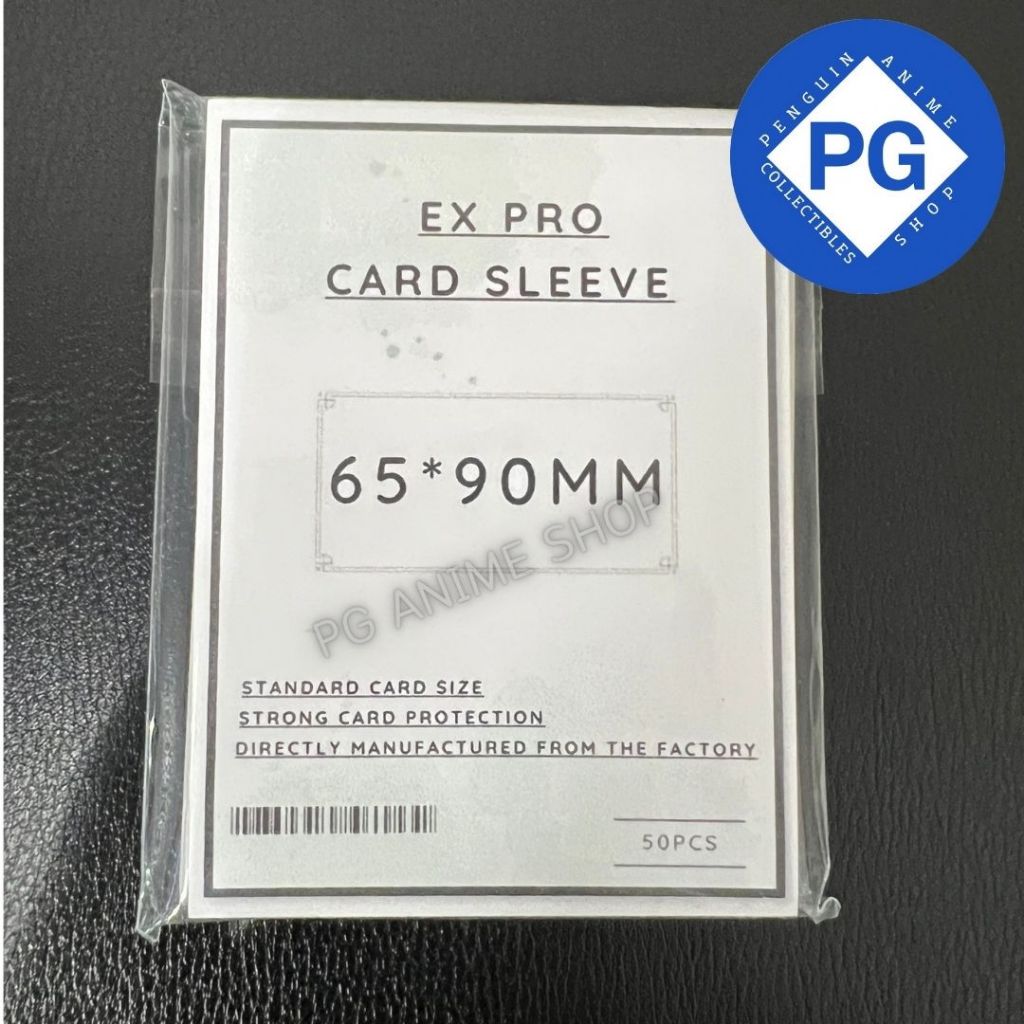 PENGUIN ANIME
PG
COLLECTIBLES SHOP
EX PRO
CARD SLEEVE
65*90MM
PG ANIME SHOP
STANDARD CARD SIZE
STRONG CARD PROTECTION
DIRECTLY MANUFACTURED FROM THE FACTORY
50PCS